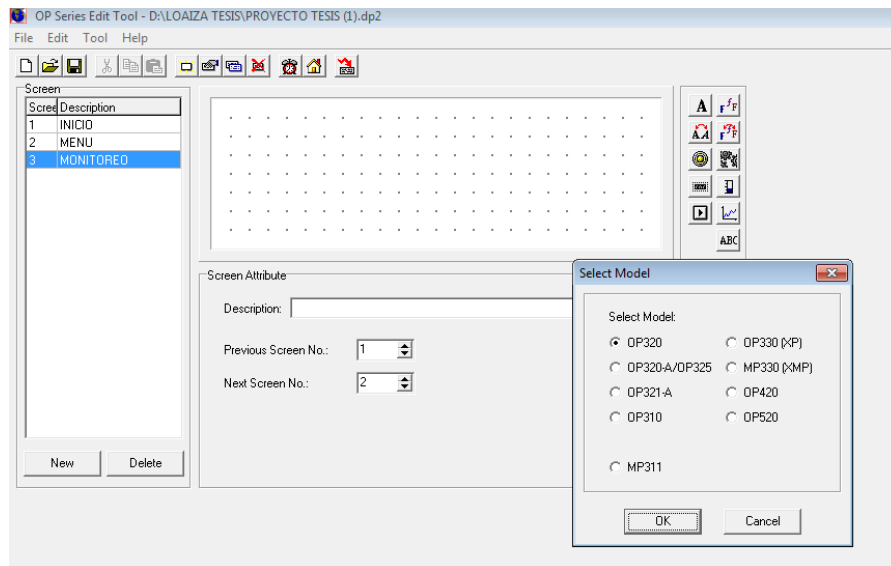 OP Series Edit Tool - D:\LOAIZA TESIS\PROYECTO TESIS (1).dp2
File Edit Tool Help
Screen
Scree Description
1 INICIO
2 MENU
3 MONITOREO
New Delete
A FfF
AA F?F
ABC
Screen Attribute
Description:
Previous Screen No.: 1
Next Screen No.: 2
Select Model
Select Model:
OP320 OP330 (XP)
OP320-A/OP325 MP330 (XMP)
OP321-A OP420
OP310 OP520
MP311
OK Cancel